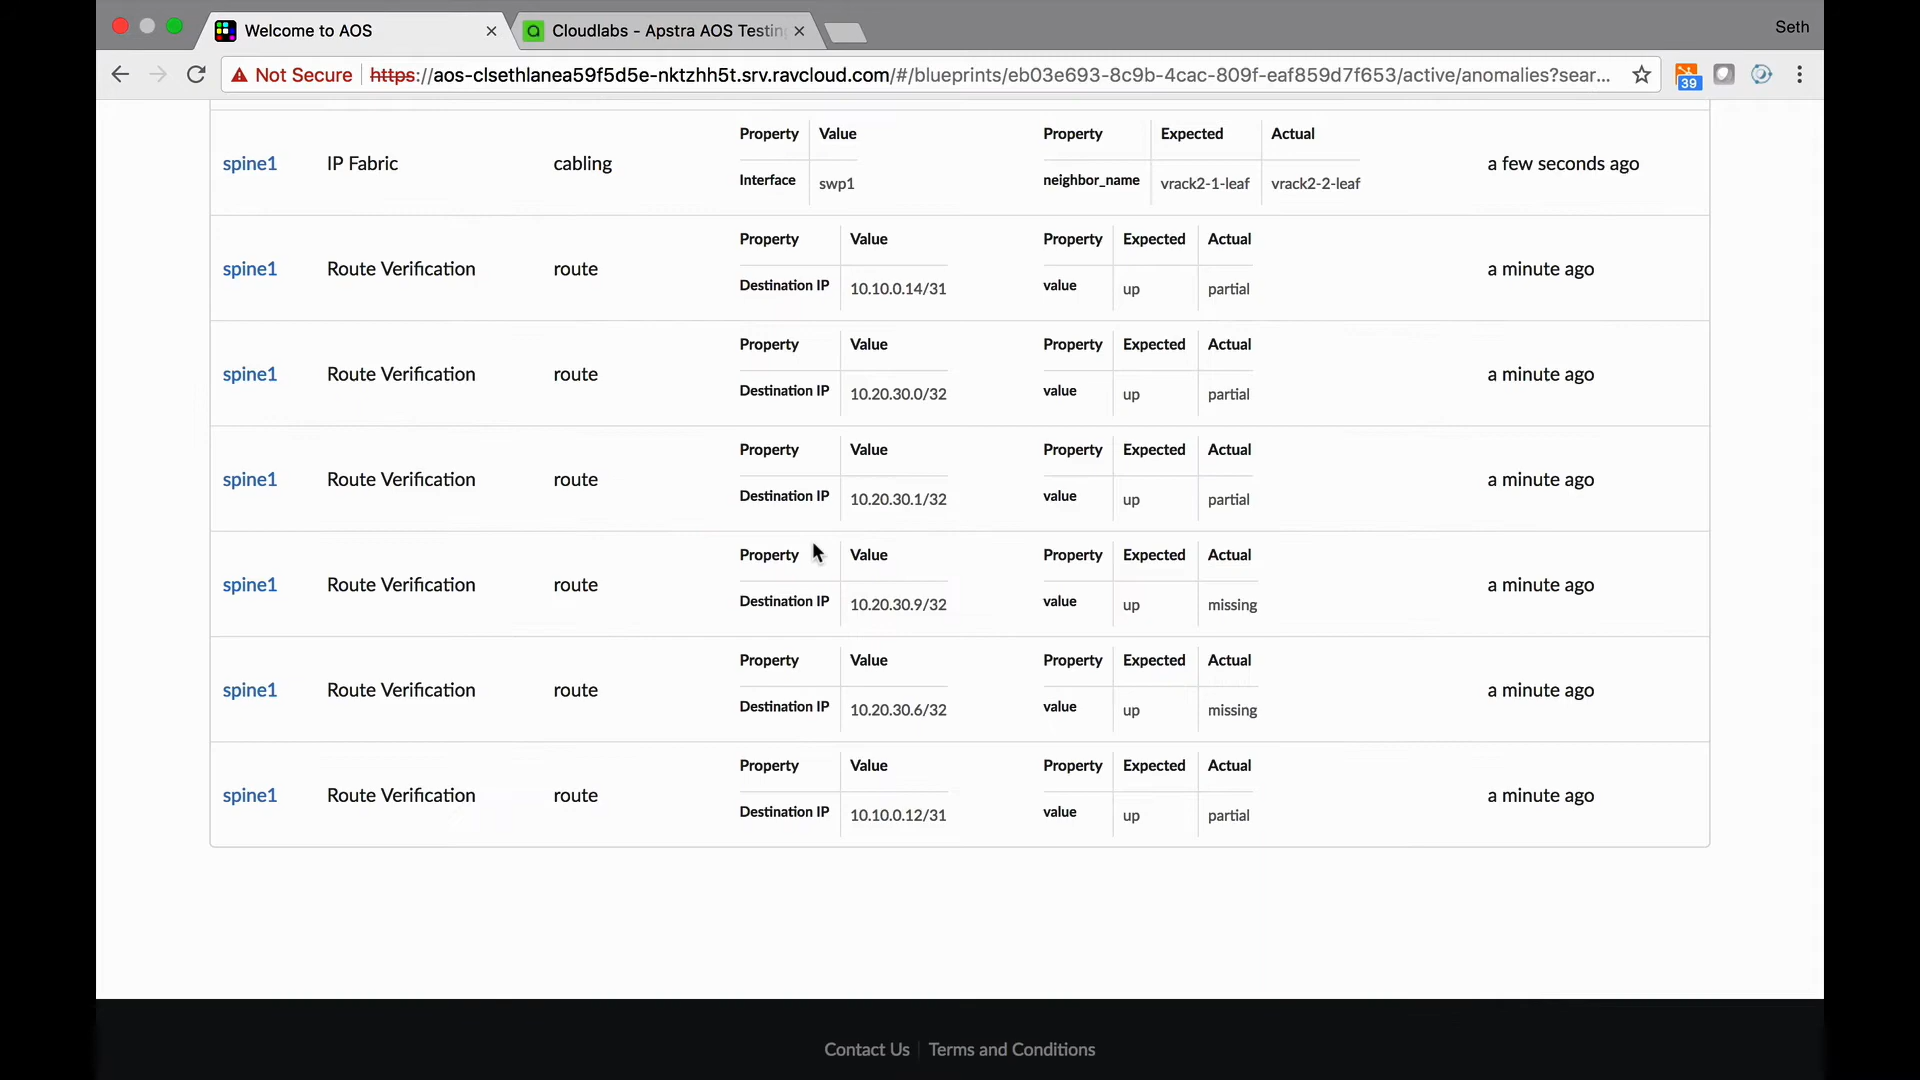 Welcome to AOS
Cloudlabs - Apstra AOS Testin
Seth
Not Secure https://aos-clsethlanea59f5d5e-nktzhh5t.srv.ravcloud.com/#/blueprints/eb03e693-8c9b-4cac-809f-eaf859d7f653/active/anomalies?sear...
39
Property Value Property Expected Actual
spine1 IP Fabric cabling a few seconds ago
Interface swp1 neighbor_name vrack2-1-leaf vrack2-2-leaf
Property Value Property Expected Actual
spine1 Route Verification route a minute ago
Destination IP 10.10.0.14/31 value up partial
Property Value Property Expected Actual
spine1 Route Verification route a minute ago
Destination IP 10.20.30.0/32 value up partial
Property Value Property Expected Actual
spine1 Route Verification route a minute ago
Destination IP 10.20.30.1/32 value up partial
Property Value Property Expected Actual
spine1 Route Verification route a minute ago
Destination IP 10.20.30.9/32 value up missing
Property Value Property Expected Actual
spine1 Route Verification route a minute ago
Destination IP 10.20.30.6/32 value up missing
Property Value Property Expected Actual
spine1 Route Verification route a minute ago
Destination IP 10.10.0.12/31 value up partial
Contact Us Terms and Conditions